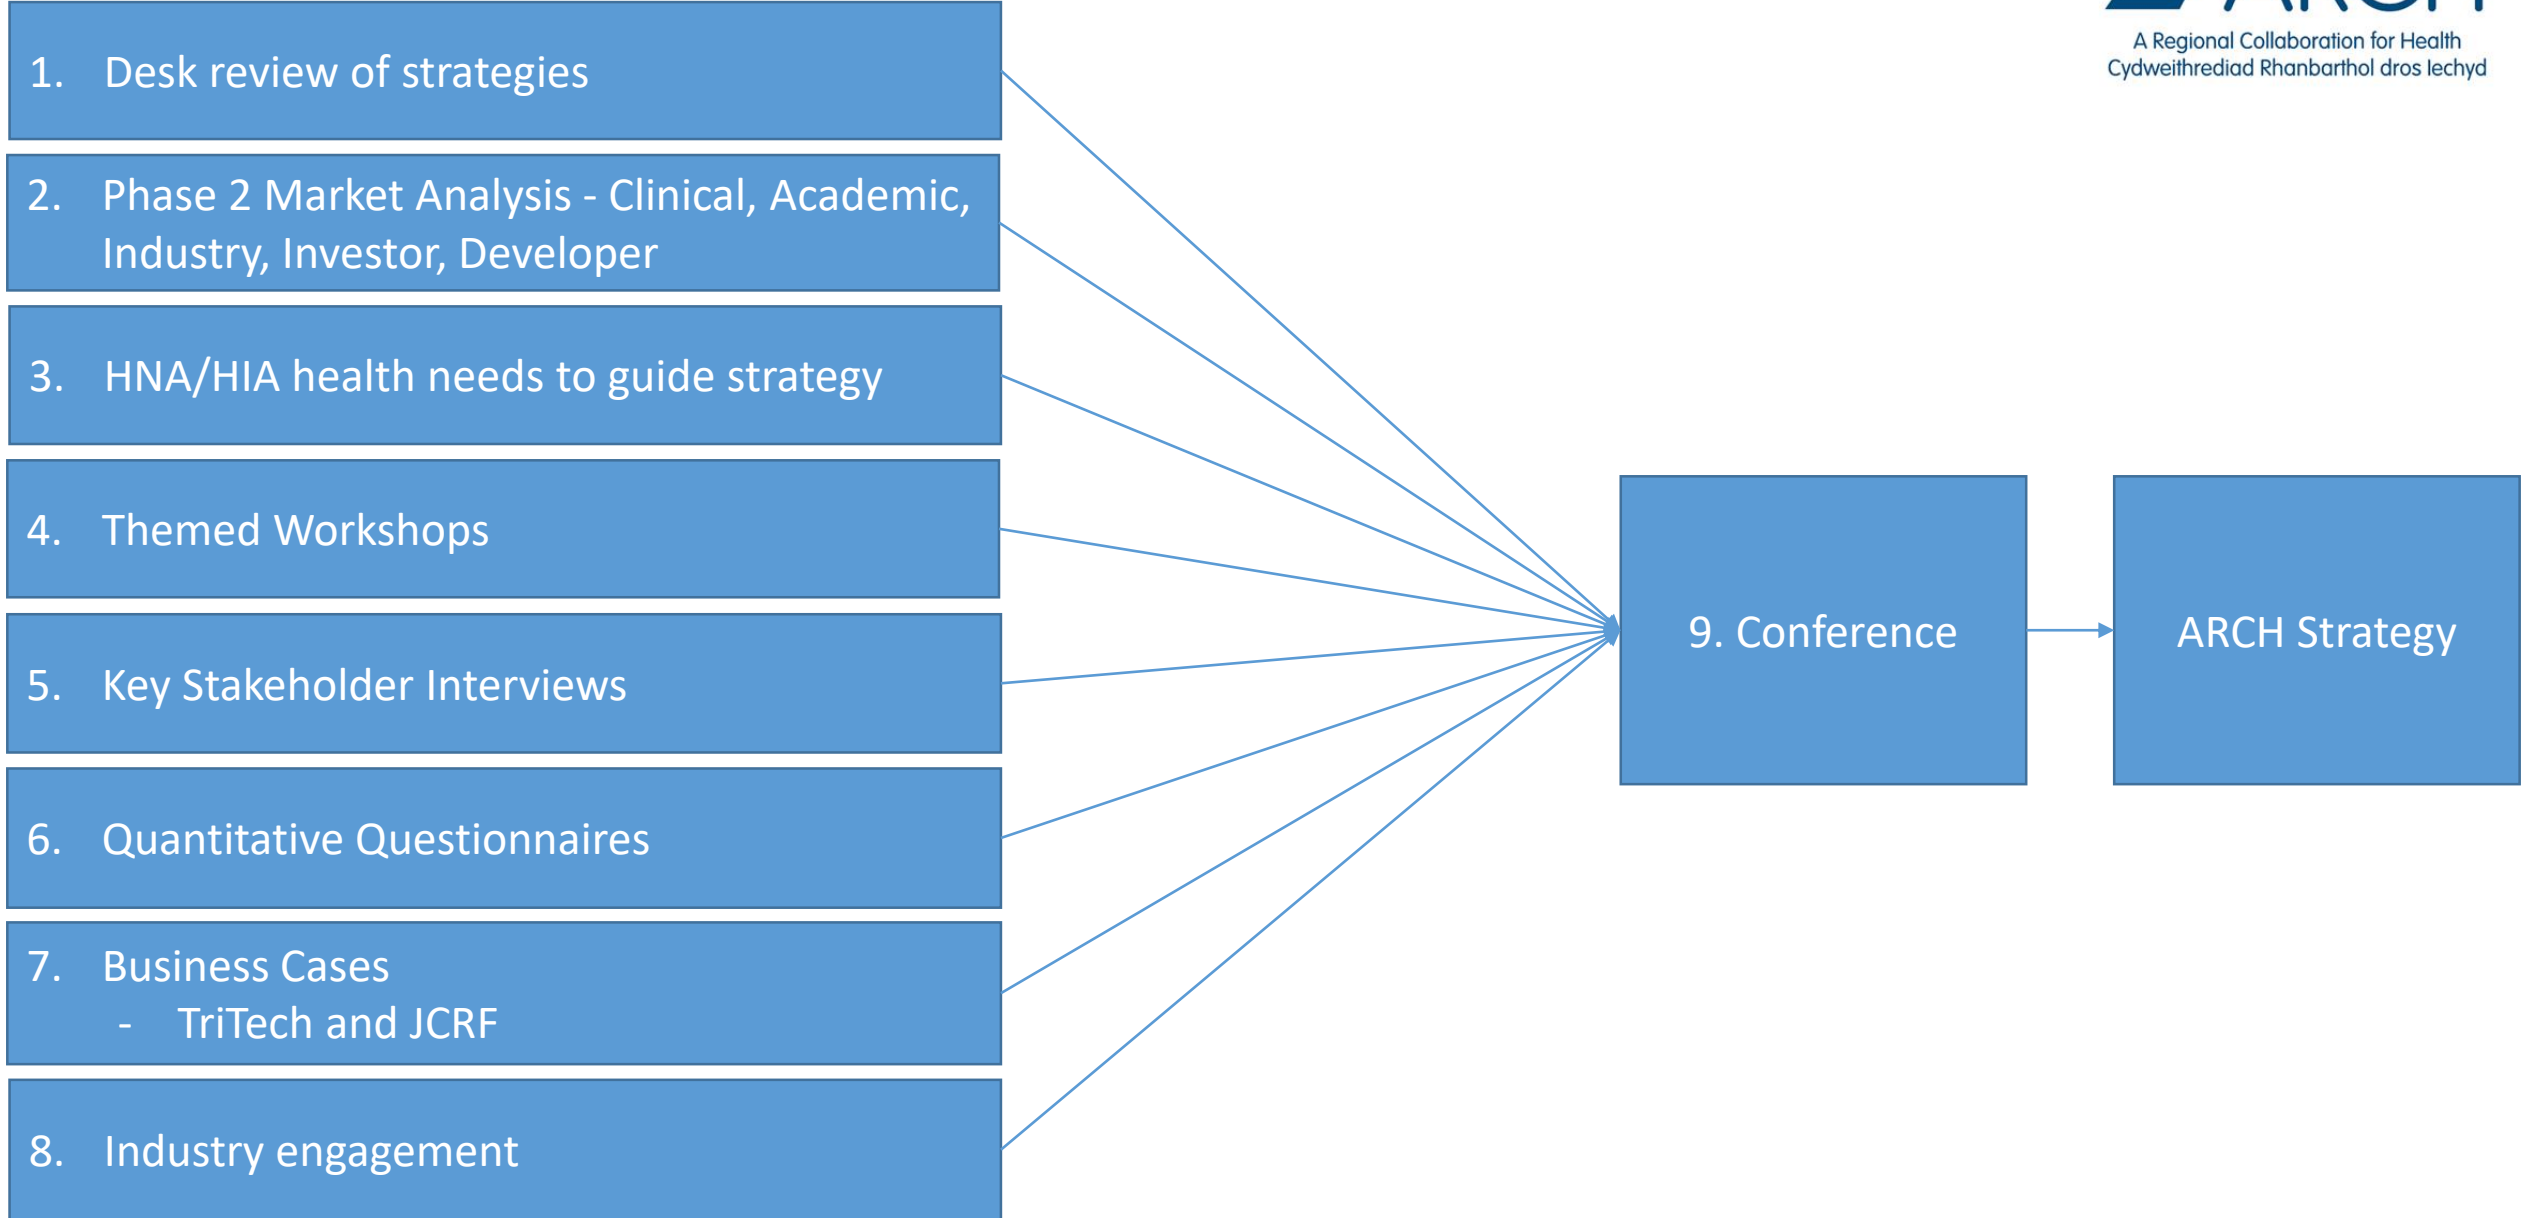 ARCH
A Regional Collaboration for Health
Cydweithrediad Rhanbarthol dros Iechyd
1. Desk review of strategies
2. Phase 2 Market Analysis - Clinical, Academic,
Industry, Investor, Developer
3. HNA/HIA health needs to guide strategy
4. Themed Workshops
5. Key Stakeholder Interviews
6. Quantitative Questionnaires
7. Business Cases
- TriTech and JCRF
8. Industry engagement
9. Conference
ARCH Strategy